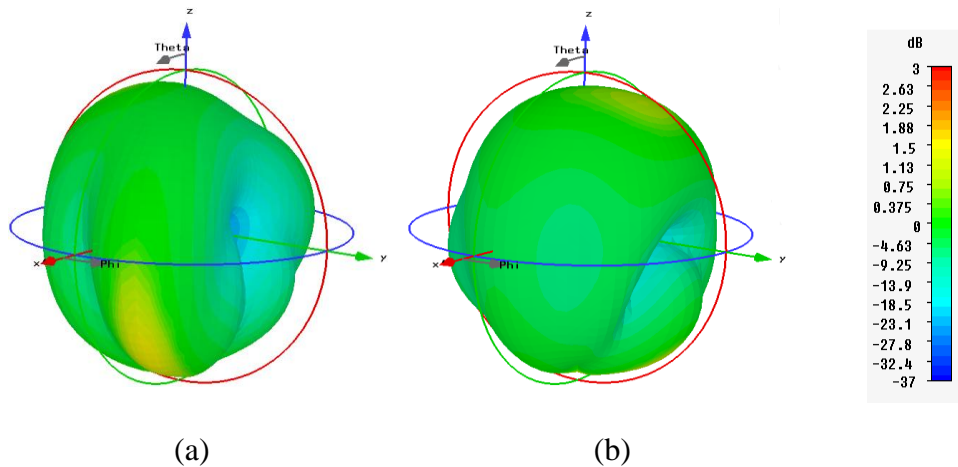 z
Theta
x
Phi
y
(a)
z
Theta
x
Phi
y
(b)
dB
3
2.63
2.25
1.88
1.5
1.13
0.75
0.375
0
-4.63
-9.25
-13.9
-18.5
-23.1
-27.8
-32.4
-37